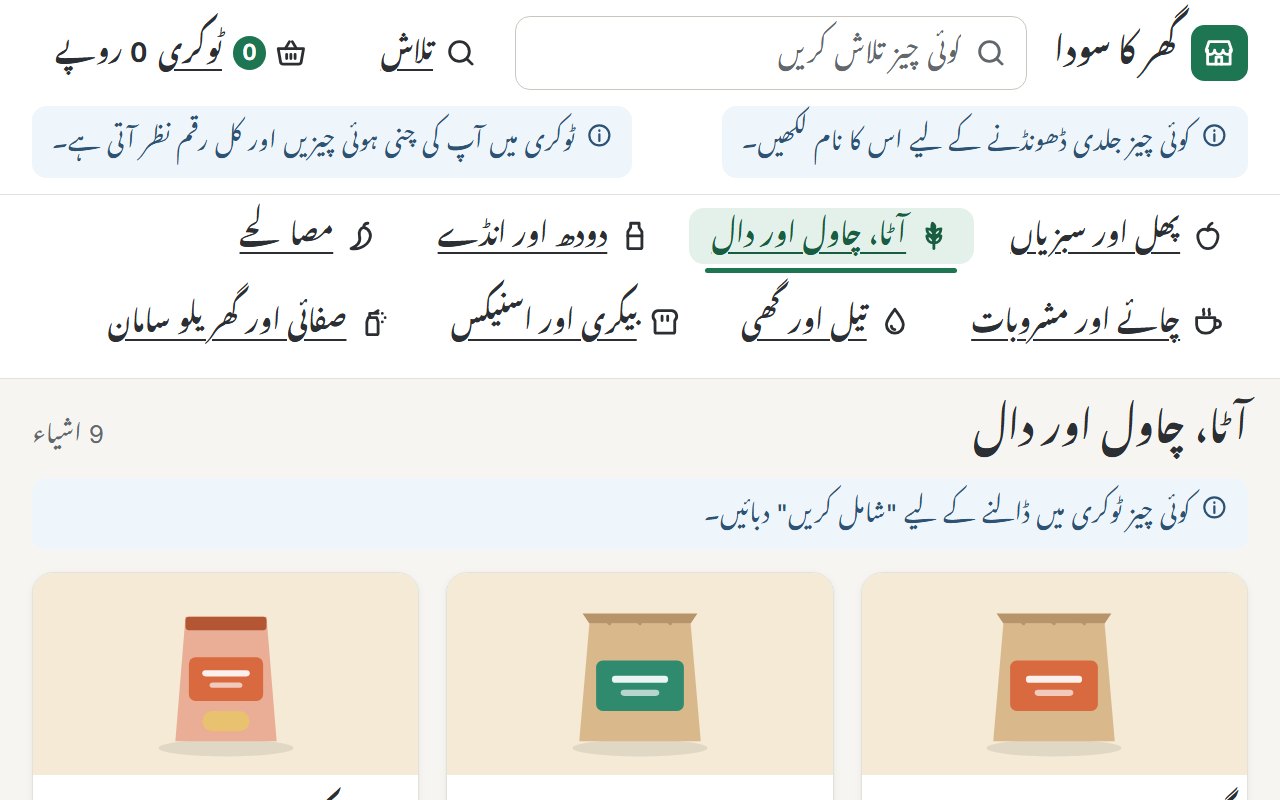 گھر کا سودا
کوئی چیز تلاش کریں
تلاش
0 ٹوکری 0 روپے
کوئی چیز جلدی ڈھونڈنے کے لیے اس کا نام لکھیں۔
ٹوکری میں آپ کی چنی ہوئی چیزیں اور کل رقم نظر آتی ہے۔
پھل اور سبزیاں
آٹا، چاول اور دال
دودھ اور انڈے
مصالحے
چائے اور مشروبات
تیل اور گھی
بیکری اور اسنیکس
صفائی اور گھریلو سامان
آٹا، چاول اور دال
9 اشیاء
کوئی چیز ٹوکری میں ڈالنے کے لیے "شامل کریں" دبائیں۔